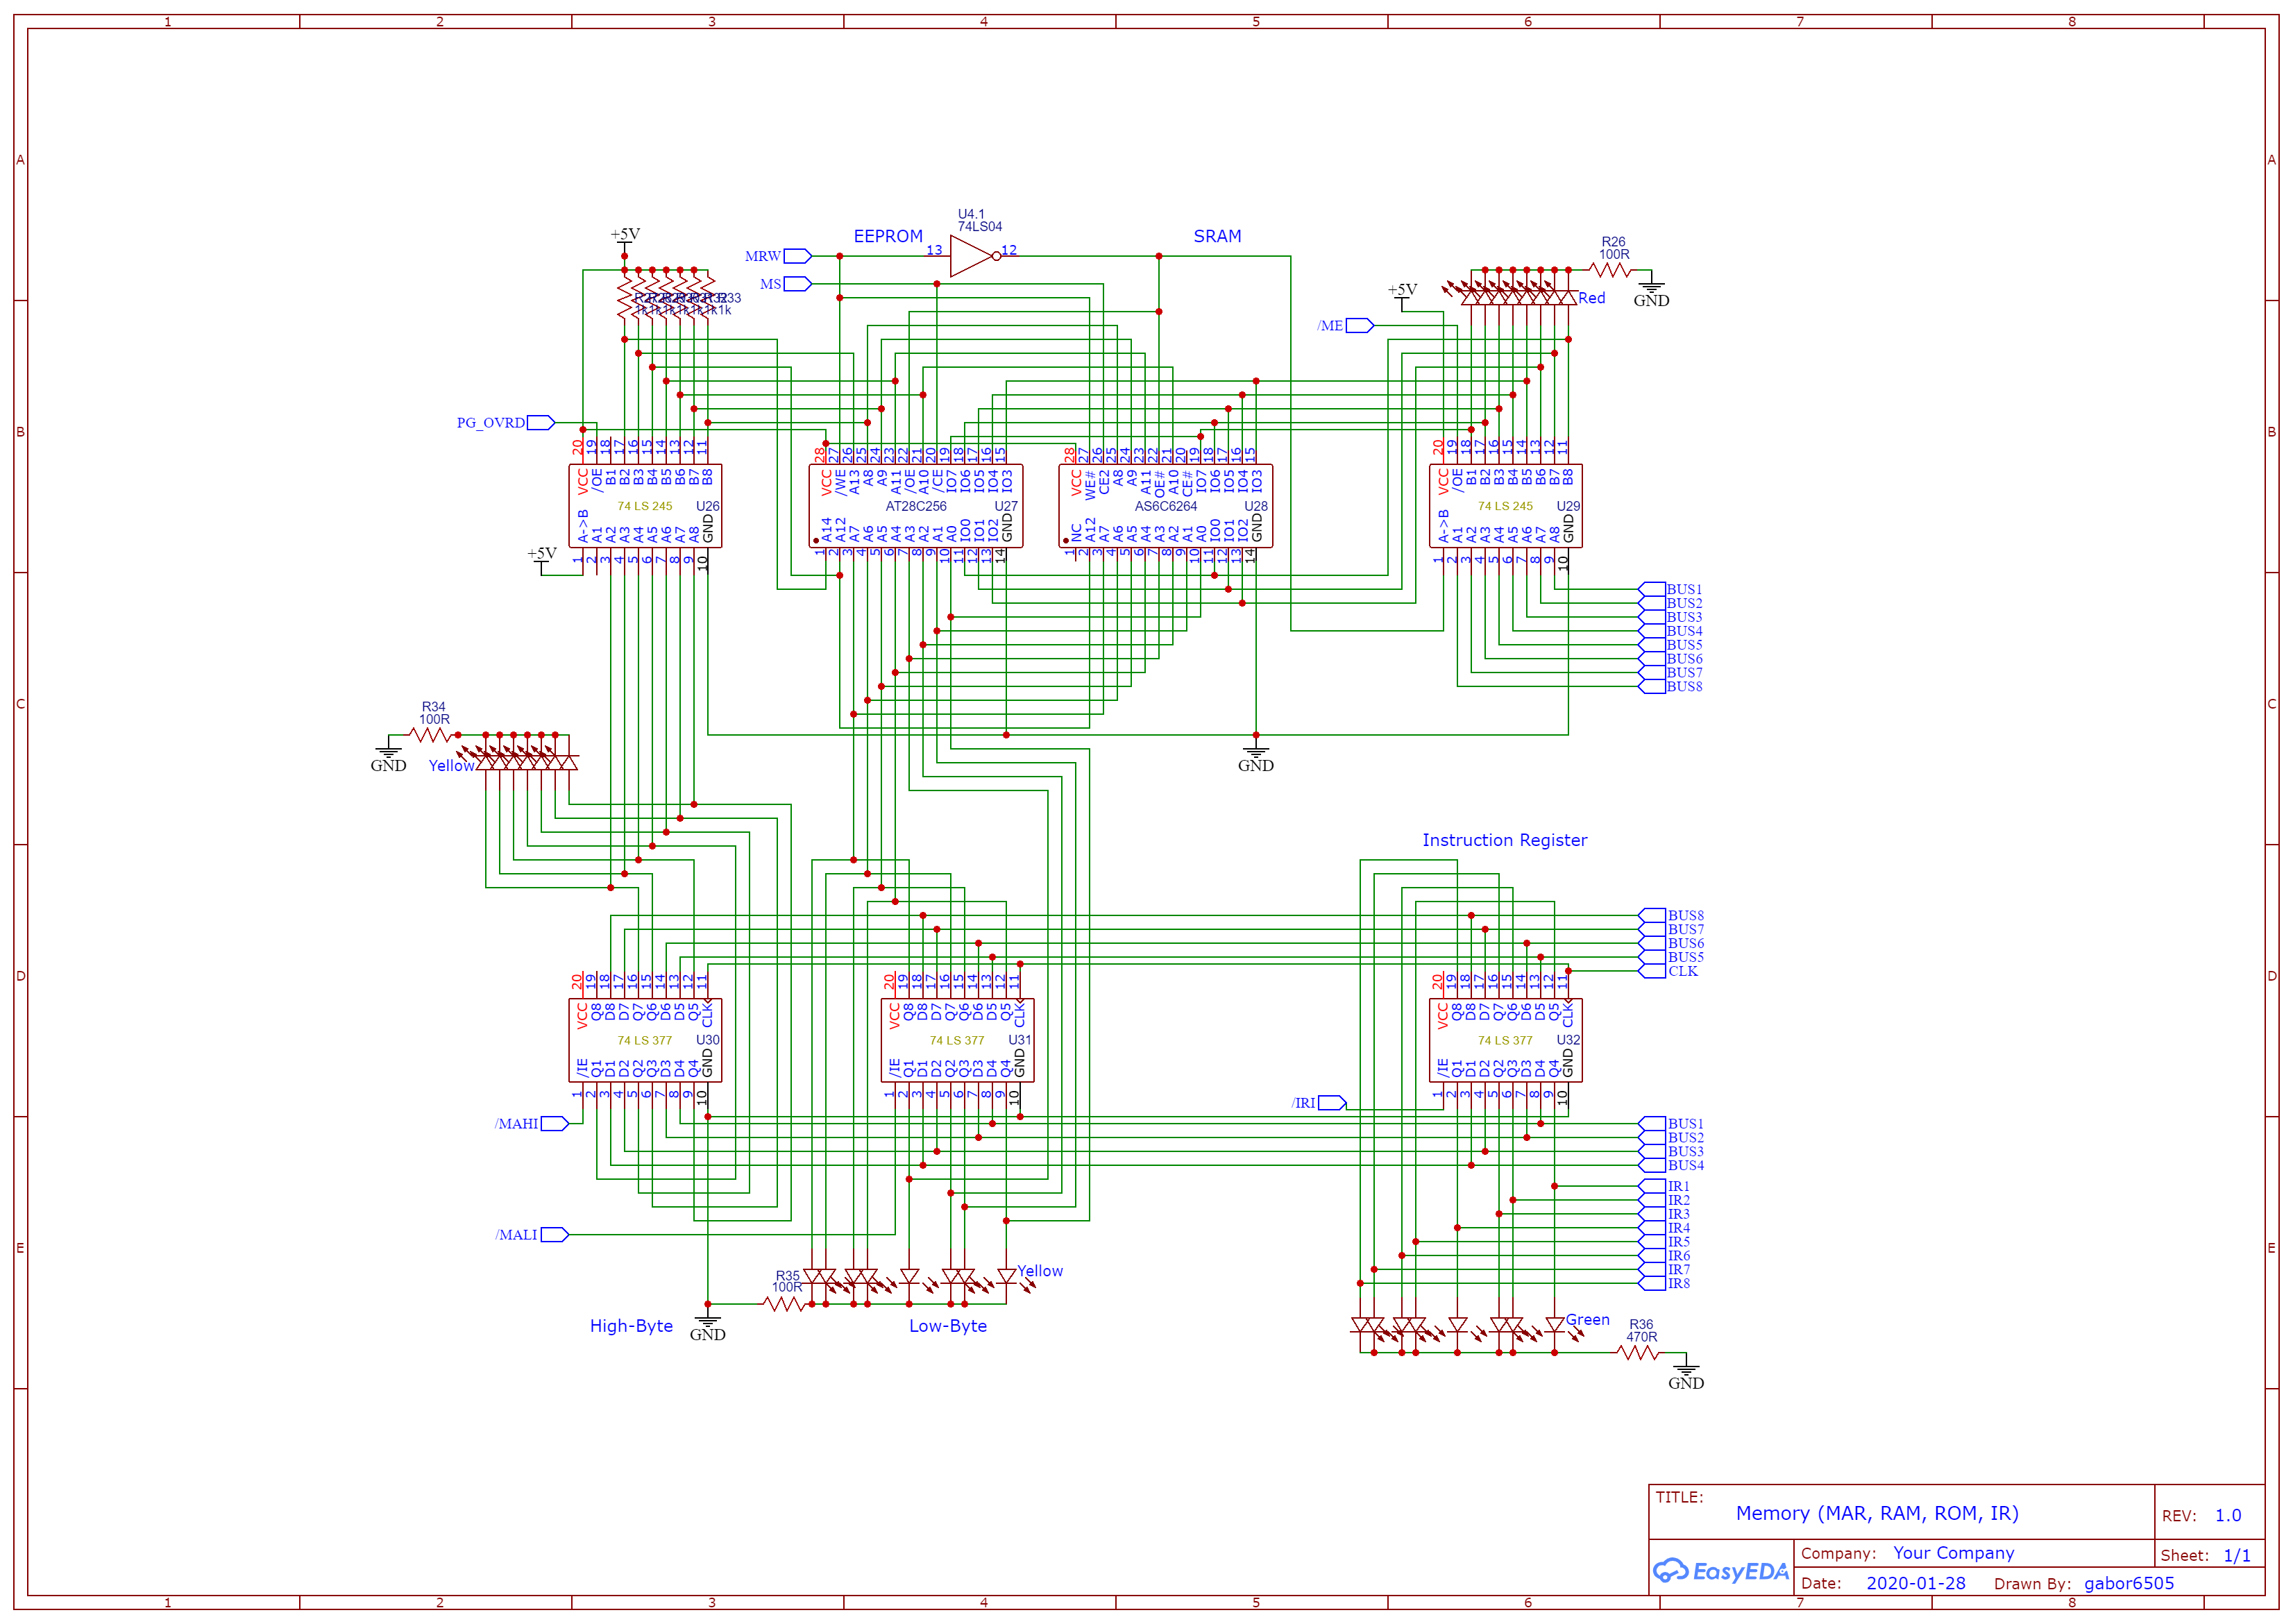 1 2 3 4 5 6 7 8
A A
B B
C C
D D
E E
U4.1
74LS04
EEPROM
13 12
SRAM
MRW
MS
+5V
1k
R33
PG_OVRD
/ME
+5V
R26
100R
GND
Red
20 19 18 17 16 15 14 13 12 11
VCC /OE B1 B2 B3 B4 B5 B6 B7 B8
74 LS 245 U26
A->B A1 A2 A3 A4 A5 A6 A7 A8 GND
1 2 3 4 5 6 7 8 9 10
+5V
28 27 26 25 24 23 22 21 20 19 18 17 16 15
VCC /WE A13 A8 A9 A11 /OE A10 /CE IO7 IO6 IO5 IO4 IO3
AT28C256 U27
A14 A12 A7 A6 A5 A4 A3 A2 A1 A0 IO0 IO1 IO2 GND
1 2 3 4 5 6 7 8 9 10 11 12 13 14
28 27 26 25 24 23 22 21 20 19 18 17 16 15
VCC WE# CE2 A8 A9 A11 OE# A10 CE# IO7 IO6 IO5 IO4 IO3
AS6C6264 U28
NC A12 A7 A6 A5 A4 A3 A2 A1 A0 IO0 IO1 IO2 GND
1 2 3 4 5 6 7 8 9 10 11 12 13 14
20 19 18 17 16 15 14 13 12 11
VCC /OE B1 B2 B3 B4 B5 B6 B7 B8
74 LS 245 U29
A->B A1 A2 A3 A4 A5 A6 A7 A8 GND
1 2 3 4 5 6 7 8 9 10
BUS1
BUS2
BUS3
BUS4
BUS5
BUS6
BUS7
BUS8
R34
100R
GND
Yellow
GND
Instruction Register
BUS8
BUS7
BUS6
BUS5
CLK
20 19 18 17 16 15 14 13 12 11
VCC Q8 D8 D7 Q7 Q6 D6 D5 Q5 CLK
74 LS 377 U30
/IE Q1 D1 D2 Q2 Q3 D3 D4 Q4 GND
1 2 3 4 5 6 7 8 9 10
20 19 18 17 16 15 14 13 12 11
VCC Q8 D8 D7 Q7 Q6 D6 D5 Q5 CLK
74 LS 377 U31
/IE Q1 D1 D2 Q2 Q3 D3 D4 Q4 GND
1 2 3 4 5 6 7 8 9 10
20 19 18 17 16 15 14 13 12 11
VCC Q8 D8 D7 Q7 Q6 D6 D5 Q5 CLK
74 LS 377 U32
/IE Q1 D1 D2 Q2 Q3 D3 D4 Q4 GND
1 2 3 4 5 6 7 8 9 10
/MAHI
/IRI
BUS1
BUS2
BUS3
BUS4
IR1
IR2
IR3
IR4
IR5
IR6
IR7
IR8
/MALI
R35
100R
Yellow
High-Byte
GND
Low-Byte
Green
R36
470R
GND
TITLE:
Memory (MAR, RAM, ROM, IR)
REV: 1.0
EasyEDA
Company: Your Company
Sheet: 1/1
Date: 2020-01-28 Drawn By: gabor6505
1 2 3 4 5 6 7 8